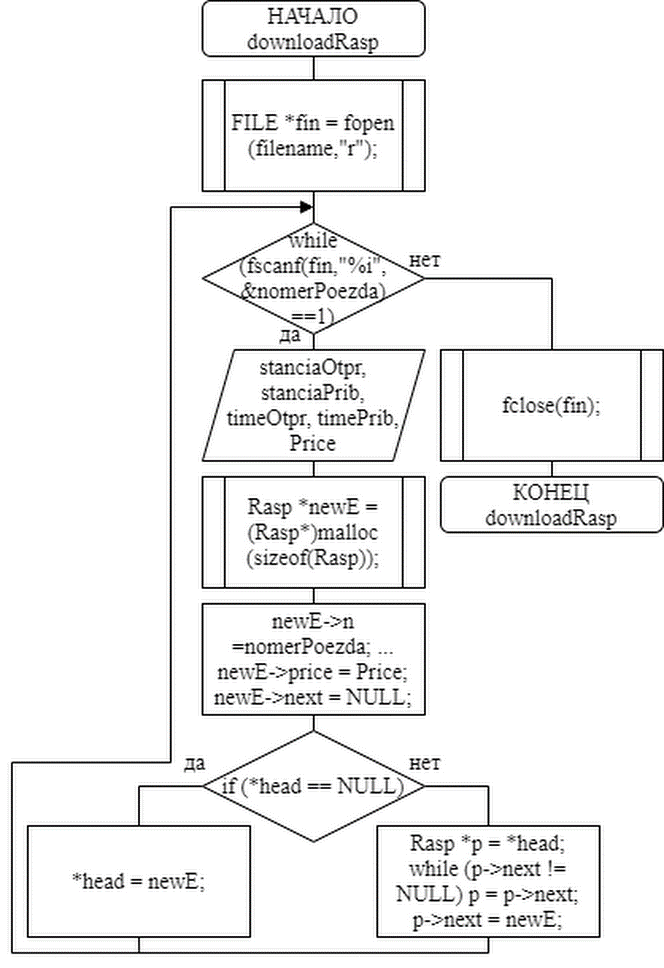 НАЧАЛО
downloadRasp
FILE *fin = fopen
(filename,"r");
while
(fscanf(fin,"%i",
&nomerPoezda)
==1)
нет
да
stanciaOtpr,
stanciaPrib,
timeOtpr, timePrib,
Price
fclose(fin);
КОНЕЦ
downloadRasp
Rasp *newE =
(Rasp*)malloc
(sizeof(Rasp));
newE->n
=nomerPoezda; ...
newE->price = Price;
newE->next = NULL;
да
нет
if (*head == NULL)
*head = newE;
Rasp *p = *head;
while (p->next !=
NULL) p = p->next;
p->next = newE;